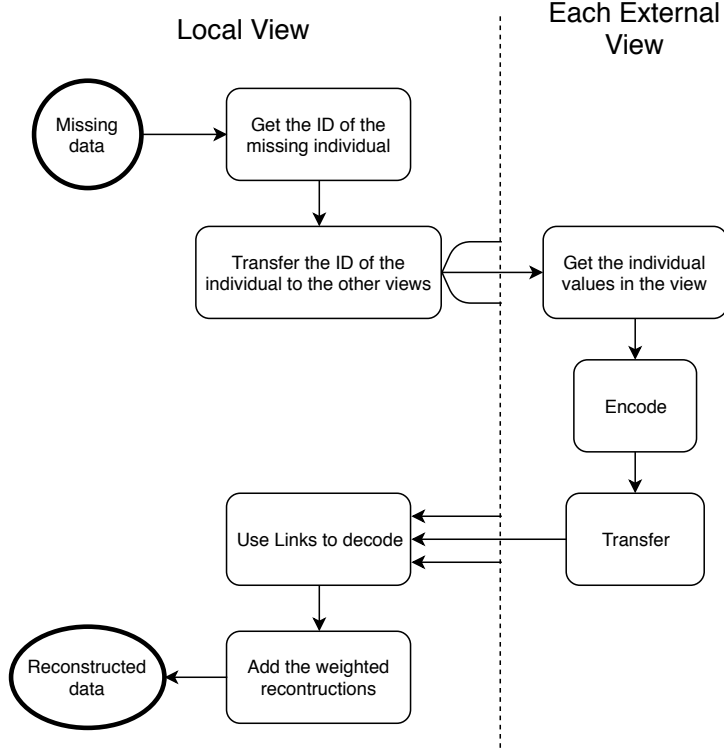 Local View
Each External
View
Missing
data
Get the ID of the
missing individual
Transfer the ID of the
individual to the other views
Get the individual
values in the view
Encode
Use Links to decode
Transfer
Reconstructed
data
Add the weighted
recontructions